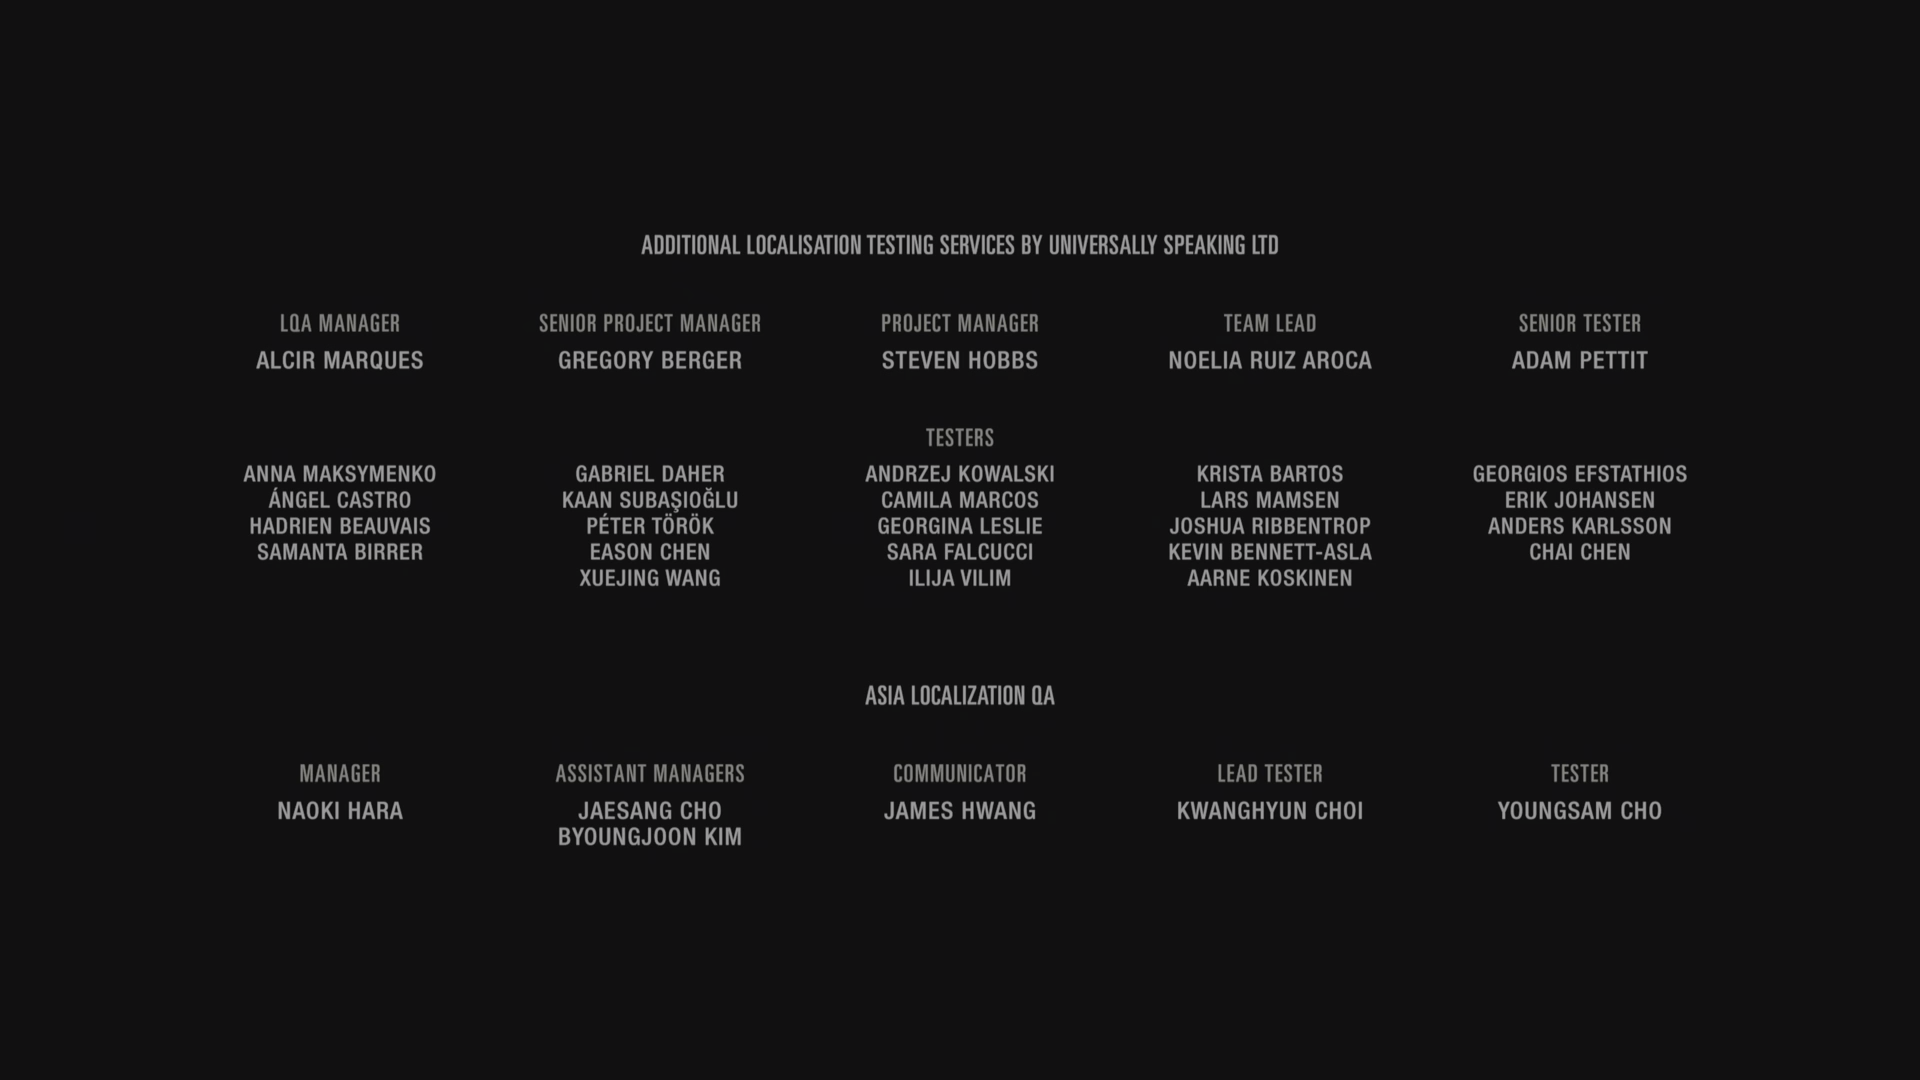 ADDITIONAL LOCALISATION TESTING SERVICES BY UNIVERSALLY SPEAKING LTD
LQA MANAGER
ALCIR MARQUES
SENIOR PROJECT MANAGER
GREGORY BERGER
PROJECT MANAGER
STEVEN HOBBS
TEAM LEAD
NOELIA RUIZ AROCA
SENIOR TESTER
ADAM PETTIT
TESTERS
ANNA MAKSYMENKO
ÁNGEL CASTRO
HADRIEN BEAUVAIS
SAMANTA BIRRER
GABRIEL DAHER
KAAN SUBAŞIOĞLU
PÉTER TÖRÖK
EASON CHEN
XUEJING WANG
ANDRZEJ KOWALSKI
CAMILA MARCOS
GEORGINA LESLIE
SARA FALCUCCI
ILIJA VILIM
KRISTA BARTOS
LARS MAMSEN
JOSHUA RIBBENTROP
KEVIN BENNETT-ASLA
AARNE KOSKINEN
GEORGIOS EFSTATHIOS
ERIK JOHANSEN
ANDERS KARLSSON
CHAI CHEN
ASIA LOCALIZATION QA
MANAGER
NAOKI HARA
ASSISTANT MANAGERS
JAESANG CHO
BYOUNGJOON KIM
COMMUNICATOR
JAMES HWANG
LEAD TESTER
KWANGHYUN CHOI
TESTER
YOUNGSAM CHO